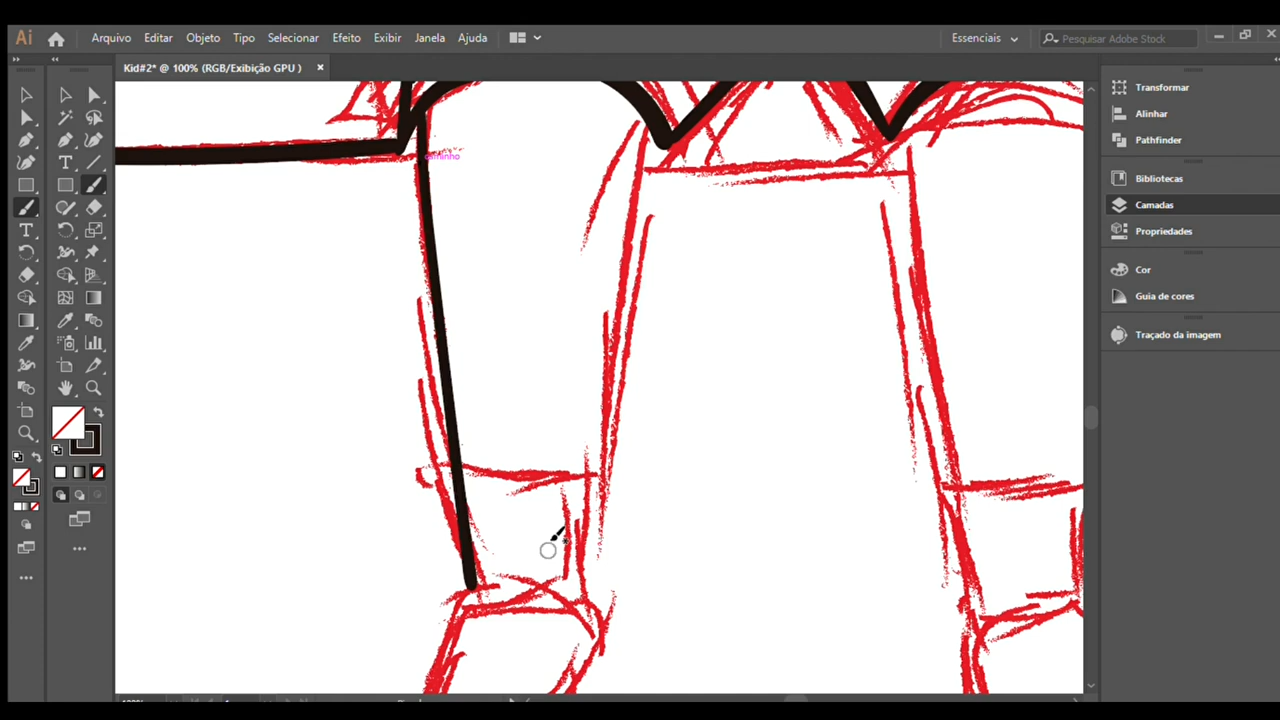 Ai Arquivo Editar Objeto Tipo Selecionar Efeito Exibir Janela Ajuda Essenciais Pesquisar Adobe Stock
Kid#2* @ 100% (RGB/Exibição GPU ) ×
caminho
Transformar
Alinhar
Pathfinder
Bibliotecas
Camadas
Propriedades
Cor
Guia de cores
Traçado da imagem